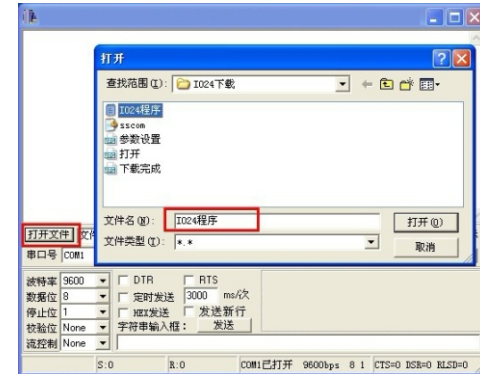 打开
查找范围(I): IO24下载
IO24程序
sscom
参数设置
打开
下载完成
文件名(N): IO24程序 打开(O)
文件类型(T): *.* 取消
打开文件 文件
串口号 COM1
波特率 9600 DTR RTS
数据位 8 定时发送 3000 ms/次
停止位 1 HEX发送 发送新行
校验位 None 字符串输入框: 发送
流控制 None
S:0 R:0 COM1已打开 9600bps 8 1 CTS=0 DSR=0 RLSD=0